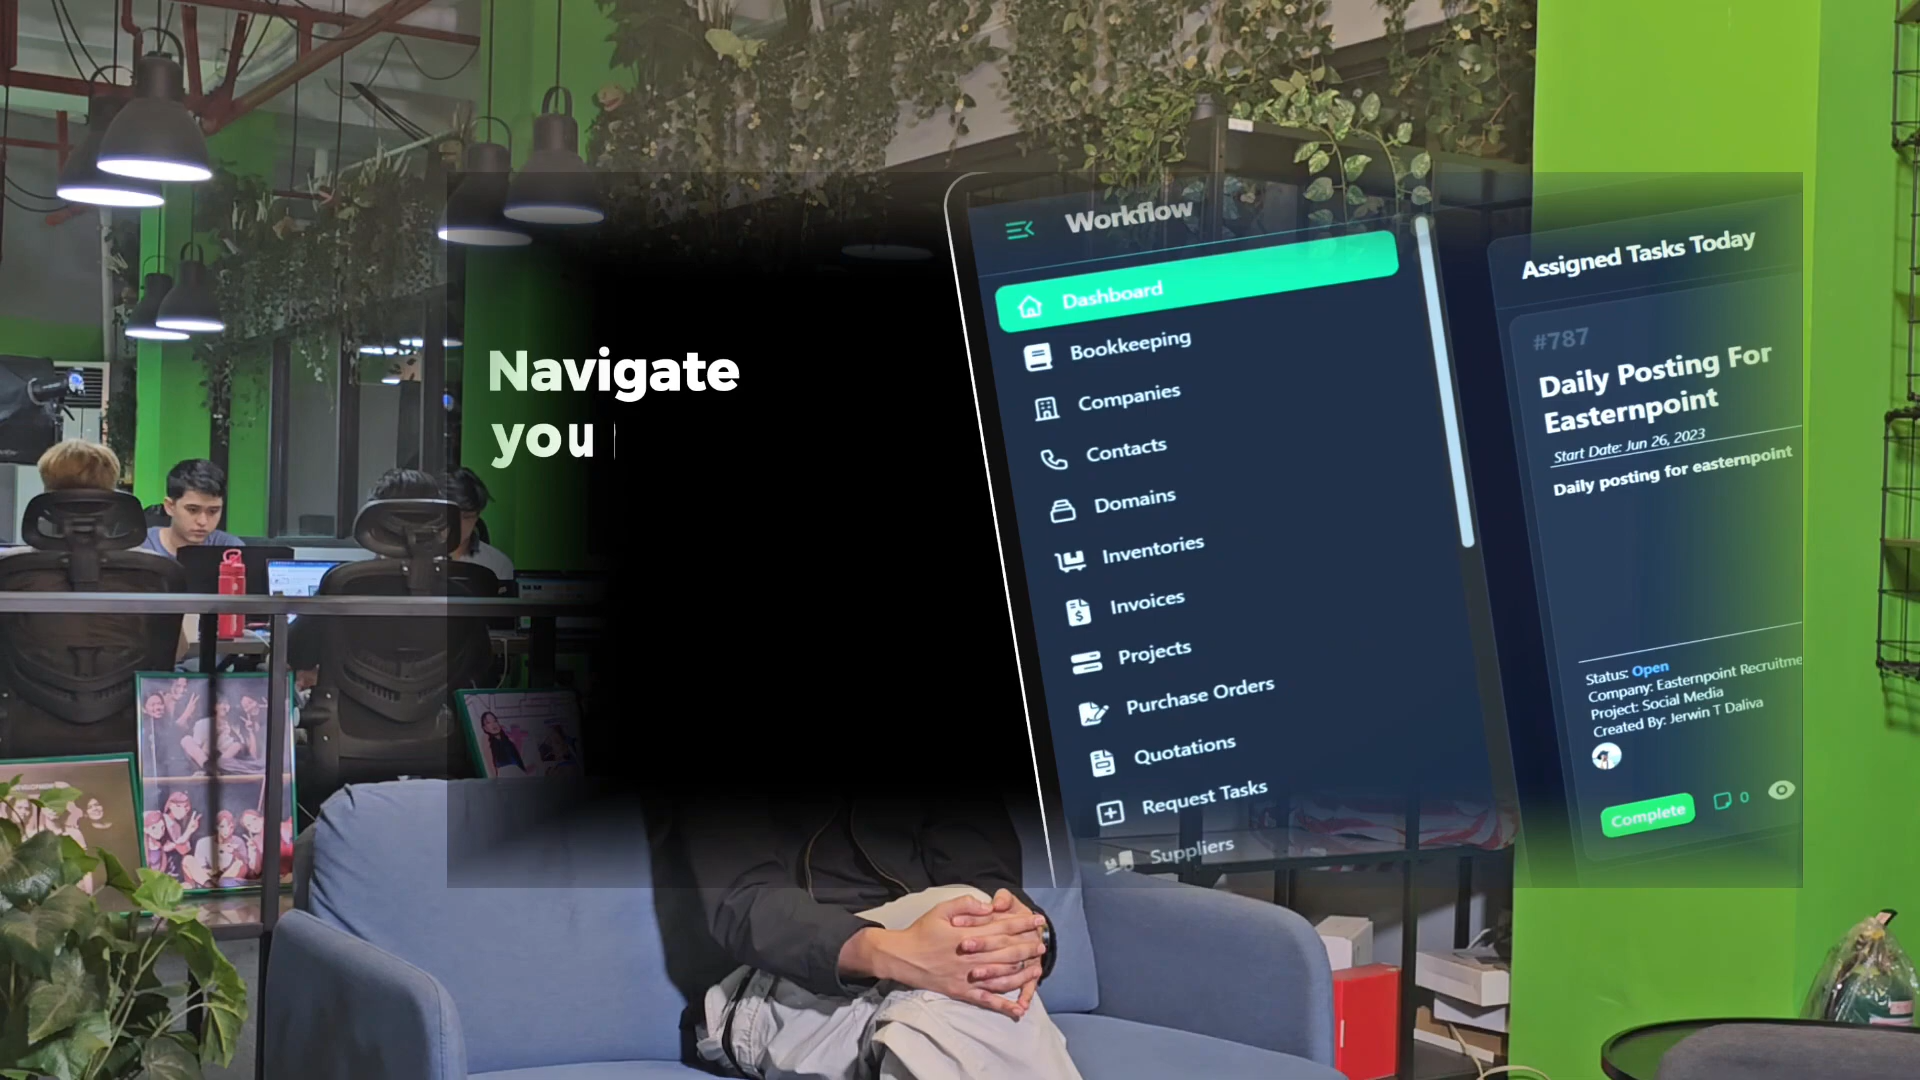 Navigate
you
Workflow
Dashboard
Bookkeeping
Companies
Contacts
Domains
Inventories
Invoices
Projects
Purchase Orders
Quotations
Request Tasks
Suppliers
Assigned Tasks Today
#787
Daily Posting For
Easternpoint
Start Date: Jun 26, 2023
Daily posting for easternpoint
Status: Open
Company: Easternpoint Recruitme
Project: Social Media
Created By: Jerwin T Daliva
Complete
0